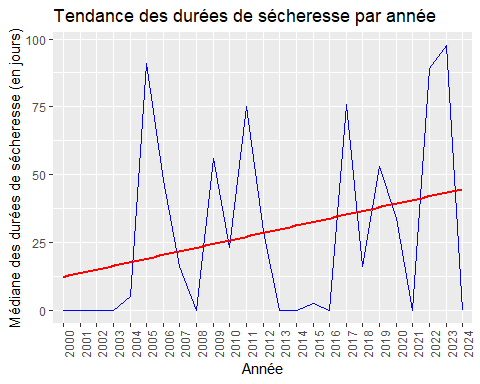 Tendance des durées de sécheresse par année
Médiane des durées de sécheresse (en jours)
100
75
50
25
0
2000 2001 2002 2003 2004 2005 2006 2007 2008 2009 2010 2011 2012 2013 2014 2015 2016 2017 2018 2019 2020 2021 2022 2023 2024
Année